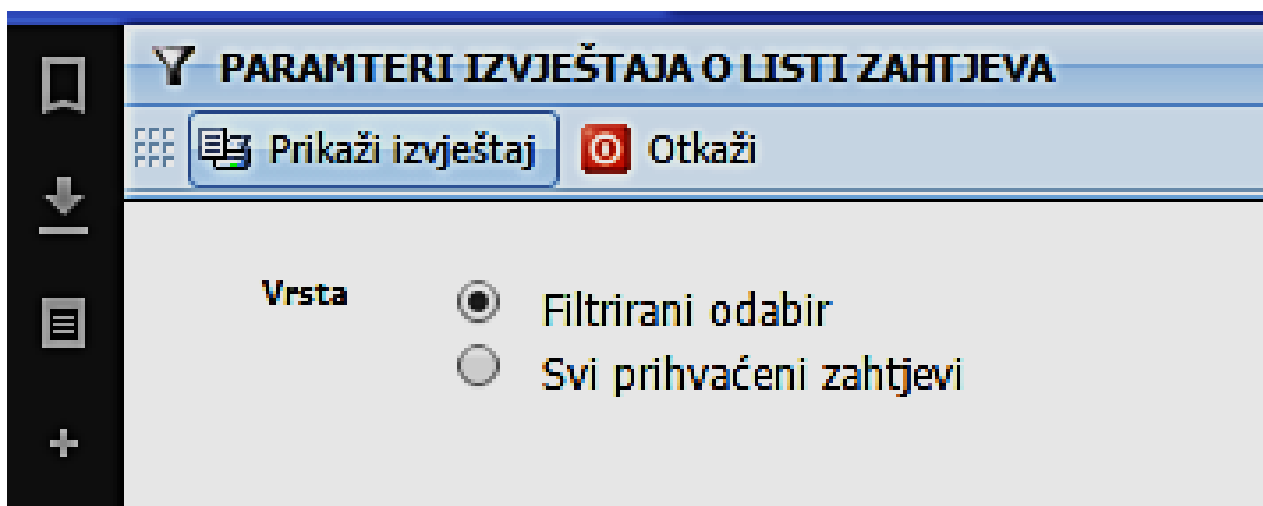 PARAMTERI IZVJEŠTAJA O LISTI ZAHTJEVA
Prikaži izvještaj Otkaži
Vrsta Filtrirani odabir
Svi prihvaćeni zahtjevi